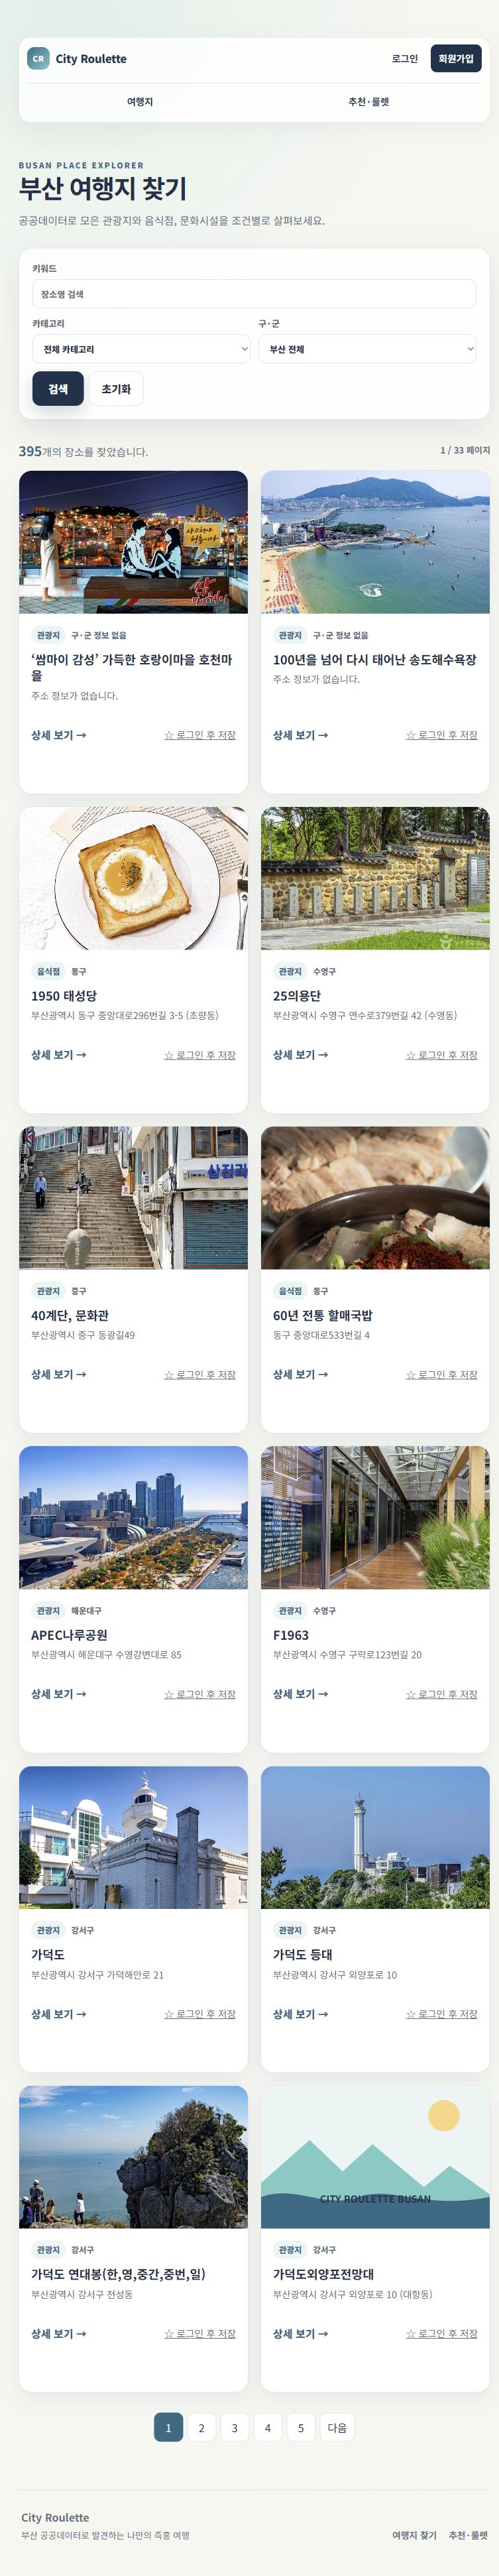 CR City Roulette 로그인 회원가입
여행지 추천·룰렛
BUSAN PLACE EXPLORER
부산 여행지 찾기
공공데이터로 모은 관광지와 음식점, 문화시설을 조건별로 살펴보세요.
키워드
장소명 검색
카테고리 구·군
전체 카테고리 부산 전체
검색 초기화
395개의 장소를 찾았습니다. 1 / 33 페이지
관광지 구·군 정보 없음
‘쌈마이 감성’ 가득한 호랑이마을 호천마
을
주소 정보가 없습니다.
상세 보기 → ☆ 로그인 후 저장
관광지 구·군 정보 없음
100년을 넘어 다시 태어난 송도해수욕장
주소 정보가 없습니다.
상세 보기 → ☆ 로그인 후 저장
음식점 동구
1950 태성당
부산광역시 동구 중앙대로296번길 3-5 (초량동)
상세 보기 → ☆ 로그인 후 저장
관광지 수영구
25의용단
부산광역시 수영구 연수로379번길 42 (수영동)
상세 보기 → ☆ 로그인 후 저장
관광지 중구
40계단, 문화관
부산광역시 중구 동광길49
상세 보기 → ☆ 로그인 후 저장
음식점 동구
60년 전통 할매국밥
동구 중앙대로533번길 4
상세 보기 → ☆ 로그인 후 저장
관광지 해운대구
APEC나루공원
부산광역시 해운대구 수영강변대로 85
상세 보기 → ☆ 로그인 후 저장
관광지 수영구
F1963
부산광역시 수영구 구락로123번길 20
상세 보기 → ☆ 로그인 후 저장
관광지 강서구
가덕도
부산광역시 강서구 가덕해안로 21
상세 보기 → ☆ 로그인 후 저장
관광지 강서구
가덕도 등대
부산광역시 강서구 외양포로 10
상세 보기 → ☆ 로그인 후 저장
관광지 강서구
가덕도 연대봉(한,영,중간,중번,일)
부산광역시 강서구 천성동
상세 보기 → ☆ 로그인 후 저장
CITY ROULETTE BUSAN
관광지 강서구
가덕도외양포전망대
부산광역시 강서구 외양포로 10 (대항동)
상세 보기 → ☆ 로그인 후 저장
1 2 3 4 5 다음
City Roulette
부산 공공데이터로 발견하는 나만의 즉흥 여행 여행지 찾기 추천·룰렛